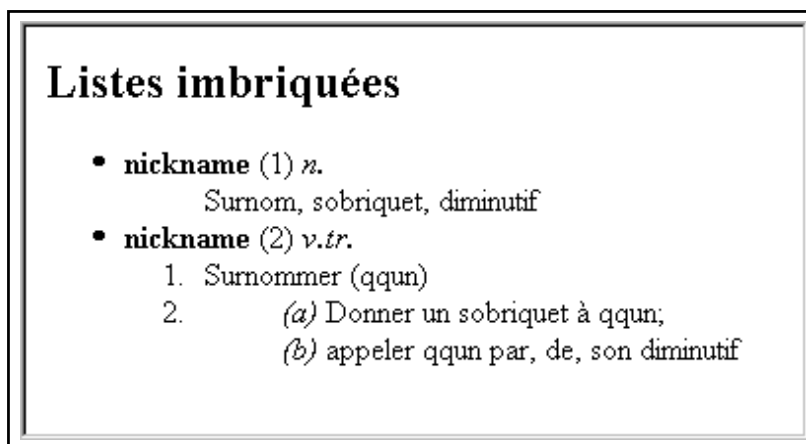 Listes imbriquées
• nickname (1) n.
Surnom, sobriquet, diminutif
• nickname (2) v.tr.
1. Surnommer (qqun)
2. (a) Donner un sobriquet à qqun;
(b) appeler qqun par, de, son diminutif